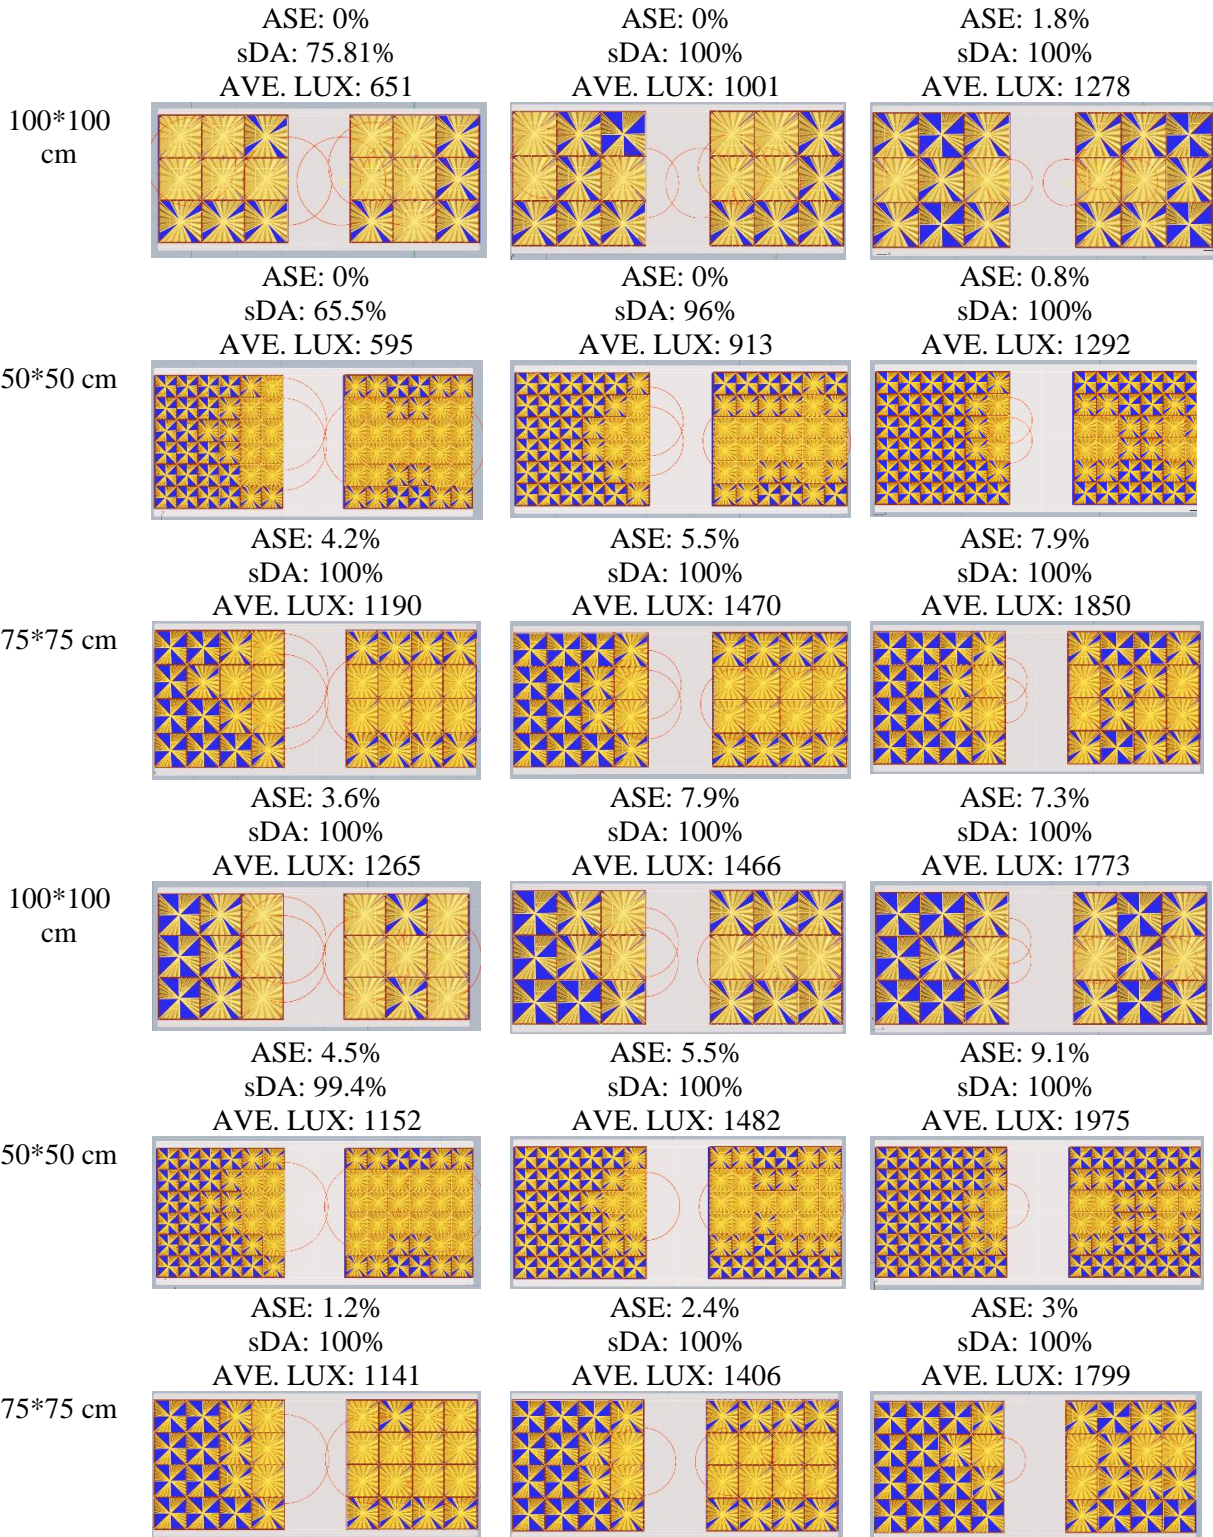 ASE: 0% ASE: 0% ASE: 1.8%
sDA: 75.81% sDA: 100% sDA: 100%
AVE. LUX: 651 AVE. LUX: 1001 AVE. LUX: 1278
100*100
cm
ASE: 0% ASE: 0% ASE: 0.8%
sDA: 65.5% sDA: 96% sDA: 100%
AVE. LUX: 595 AVE. LUX: 913 AVE. LUX: 1292
50*50 cm
ASE: 4.2% ASE: 5.5% ASE: 7.9%
sDA: 100% sDA: 100% sDA: 100%
AVE. LUX: 1190 AVE. LUX: 1470 AVE. LUX: 1850
75*75 cm
ASE: 3.6% ASE: 7.9% ASE: 7.3%
sDA: 100% sDA: 100% sDA: 100%
AVE. LUX: 1265 AVE. LUX: 1466 AVE. LUX: 1773
100*100
cm
ASE: 4.5% ASE: 5.5% ASE: 9.1%
sDA: 99.4% sDA: 100% sDA: 100%
AVE. LUX: 1152 AVE. LUX: 1482 AVE. LUX: 1975
50*50 cm
ASE: 1.2% ASE: 2.4% ASE: 3%
sDA: 100% sDA: 100% sDA: 100%
AVE. LUX: 1141 AVE. LUX: 1406 AVE. LUX: 1799
75*75 cm